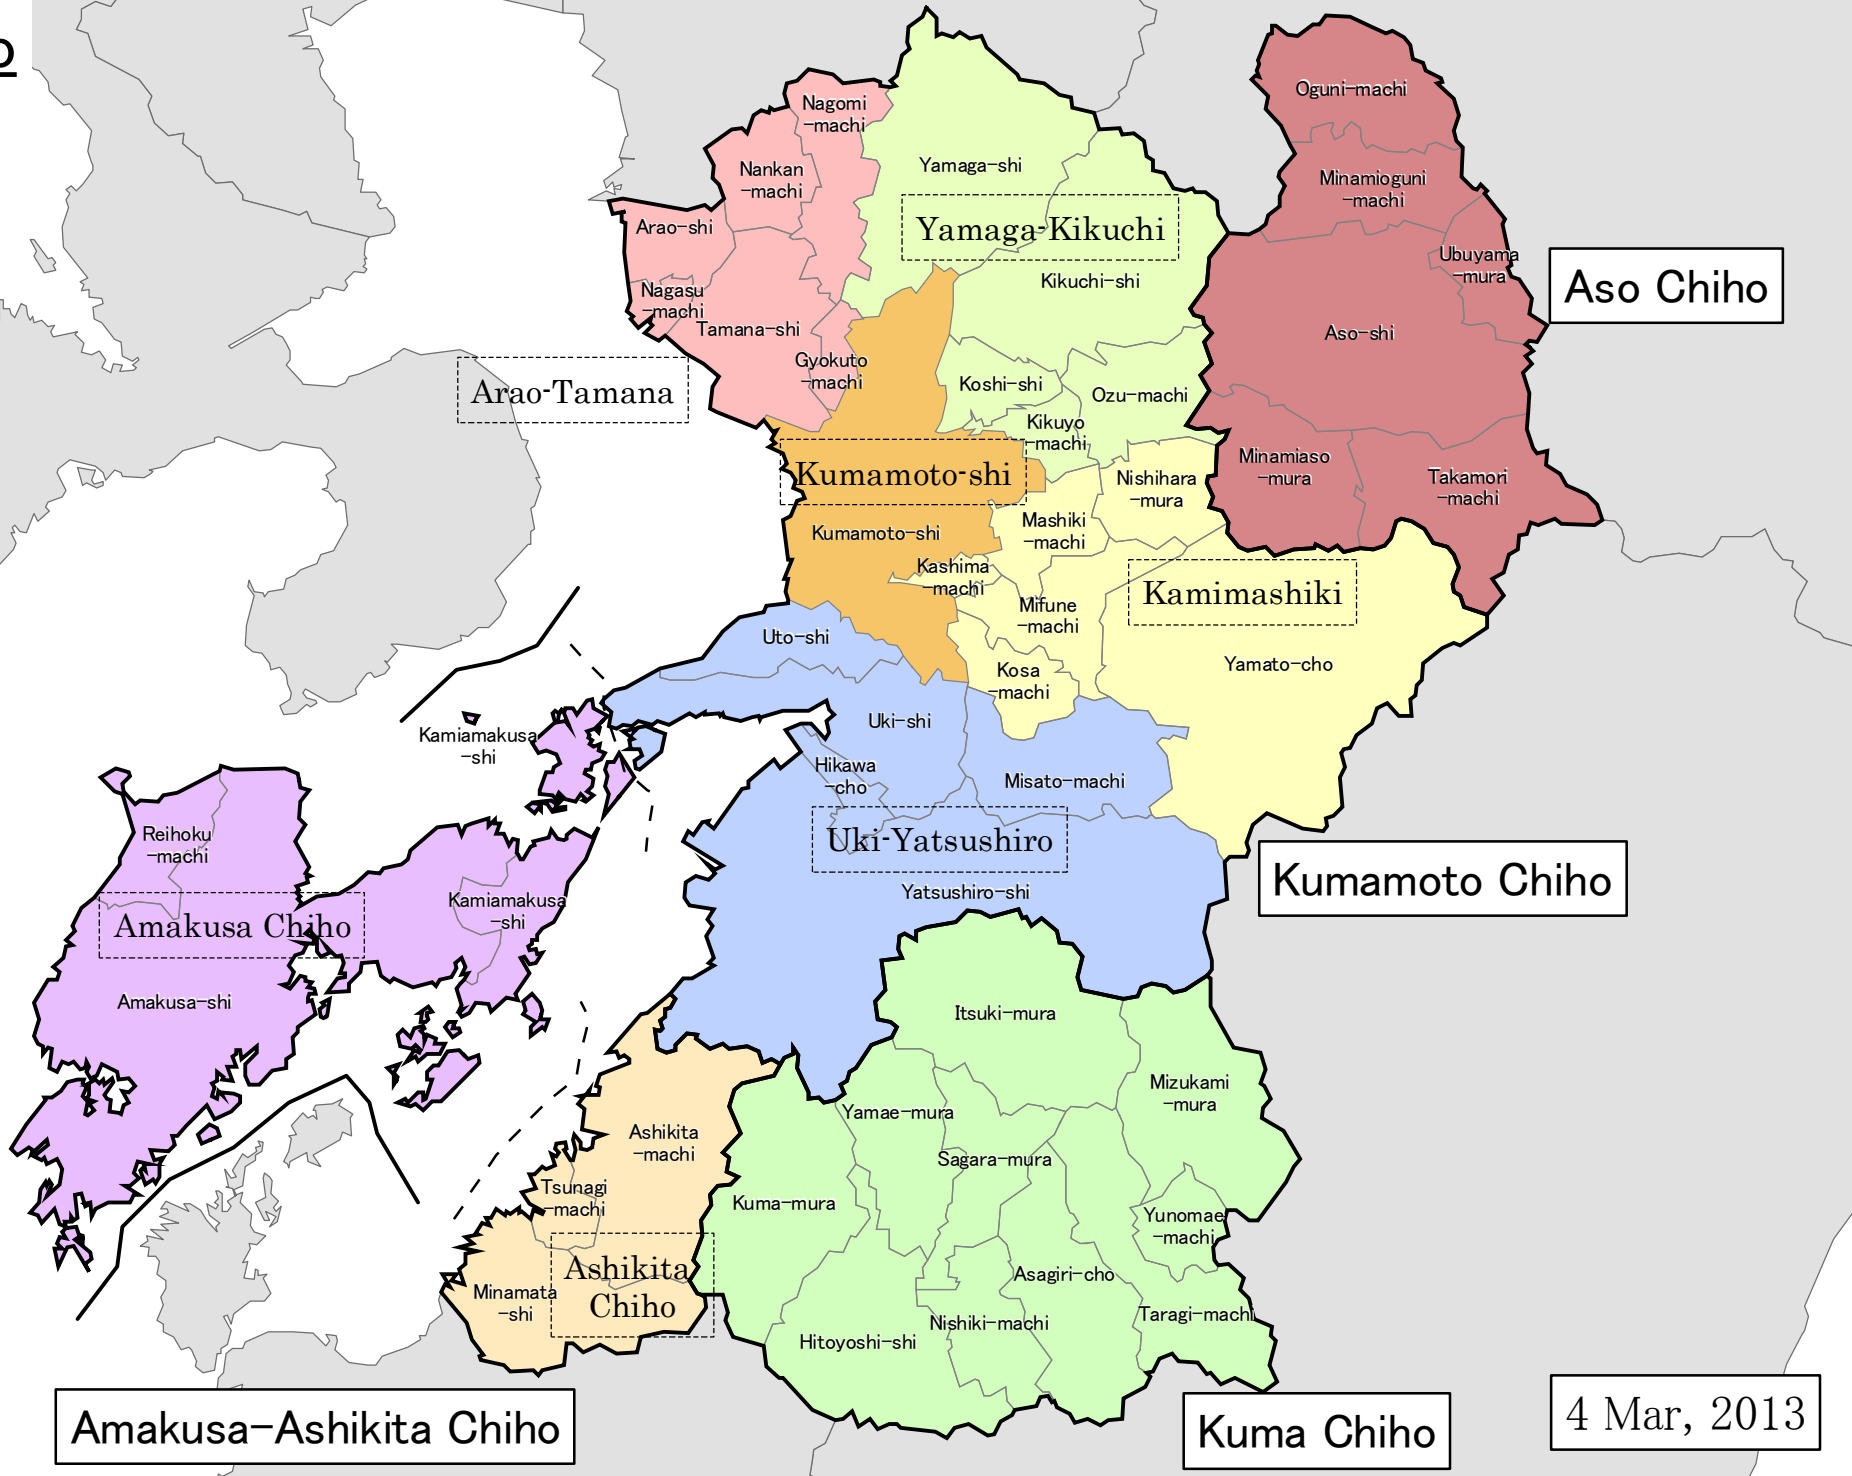 Oguni-machi
Nagomi
-machi
Yamaga-shi
Nankan
-machi
Minamioguni
-machi
Arao-shi
Yamaga-Kikuchi
Ubuyama
-mura
Aso Chiho
Kikuchi-shi
Nagasu
-machi
Tamana-shi
Aso-shi
Gyokuto
-machi
Arao-Tamana
Koshi-shi
Ozu-machi
Kikuyo
-machi
Kumamoto-shi
Nishihara
-mura
Minamiaso
-mura
Takamori
-machi
Kumamoto-shi
Mashiki
-machi
Kashima
-machi
Kamimashiki
Mifune
-machi
Uto-shi
Yamato-cho
Kosa
-machi
Uki-shi
Kamiamakusa
-shi
Hikawa
-cho
Misato-machi
Reihoku
-machi
Uki-Yatsushiro
Kumamoto Chiho
Yatsushiro-shi
Kamiamakusa
-shi
Amakusa Chiho
Amakusa-shi
Itsuki-mura
Mizukami
-mura
Yamae-mura
Ashikita
-machi
Sagara-mura
Tsunagi
-machi
Kuma-mura
Yunomae
-machi
Ashikita
Chiho
Asagiri-cho
Minamata
-shi
Taragi-machi
Nishiki-machi
Hitoyoshi-shi
Amakusa-Ashikita Chiho
Kuma Chiho
4 Mar, 2013